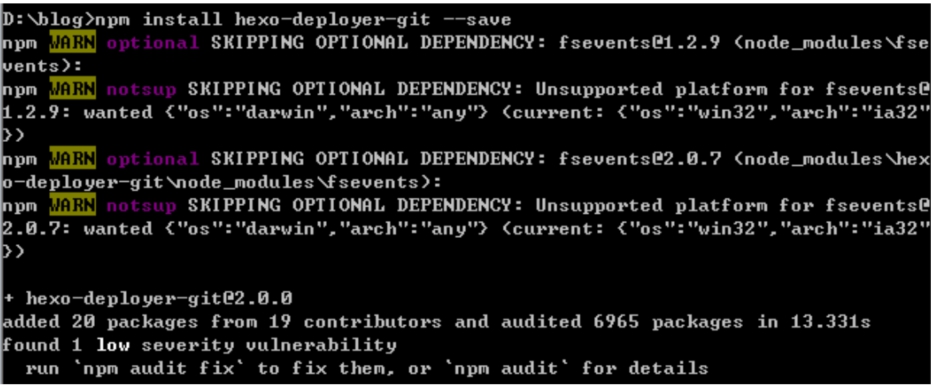 D:\blog>npm install hexo-deployer-git --save
npm WARN optional SKIPPING OPTIONAL DEPENDENCY: fsevents@1.2.9 (node_modules\fse
vents):
npm WARN notsup SKIPPING OPTIONAL DEPENDENCY: Unsupported platform for fsevents@
1.2.9: wanted {"os":"darwin","arch":"any"} (current: {"os":"win32","arch":"ia32"
})
npm WARN optional SKIPPING OPTIONAL DEPENDENCY: fsevents@2.0.7 (node_modules\hex
o-deployer-git\node_modules\fsevents):
npm WARN notsup SKIPPING OPTIONAL DEPENDENCY: Unsupported platform for fsevents@
2.0.7: wanted {"os":"darwin","arch":"any"} (current: {"os":"win32","arch":"ia32"
})
+ hexo-deployer-git@2.0.0
added 20 packages from 19 contributors and audited 6965 packages in 13.331s
found 1 low severity vulnerability
  run `npm audit fix` to fix them, or `npm audit` for details